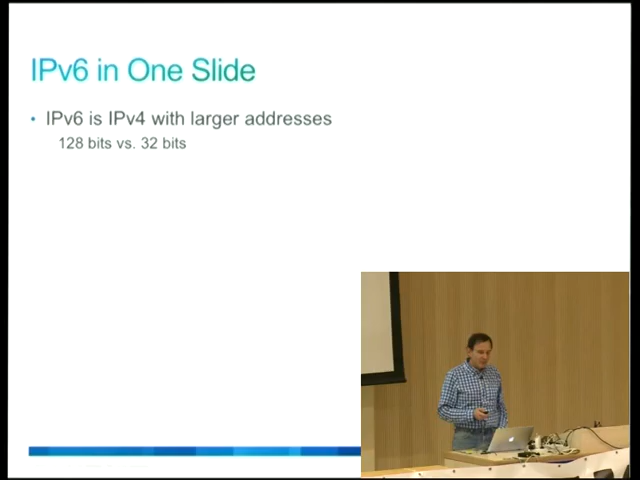 IPv6 in One Slide
• IPv6 is IPv4 with larger addresses
128 bits vs. 32 bits